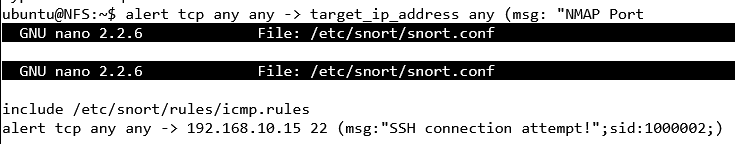 ubuntu@NFS:~$ alert tcp any any -> target_ip_address any (msg: "NMAP Port
GNU nano 2.2.6 File: /etc/snort/snort.conf
GNU nano 2.2.6 File: /etc/snort/snort.conf
include /etc/snort/rules/icmp.rules
alert tcp any any -> 192.168.10.15 22 (msg:"SSH connection attempt!";sid:1000002;)